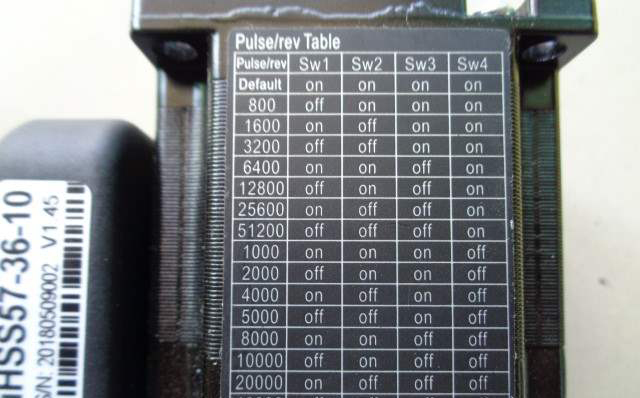 Pulse/rev Table
Pulse/rev Sw1 Sw2 Sw3 Sw4
Default on on on on
800 off on on on
1600 on off on on
3200 off off on on
6400 on on off on
12800 off on off on
25600 on off off on
51200 off off off on
1000 on on on off
2000 off on on off
4000 on off on off
5000 off off on off
8000 on on off off
10000 off on off off
20000 on off off off
HSS57-36-10
S/N: 20180509002 V1.45